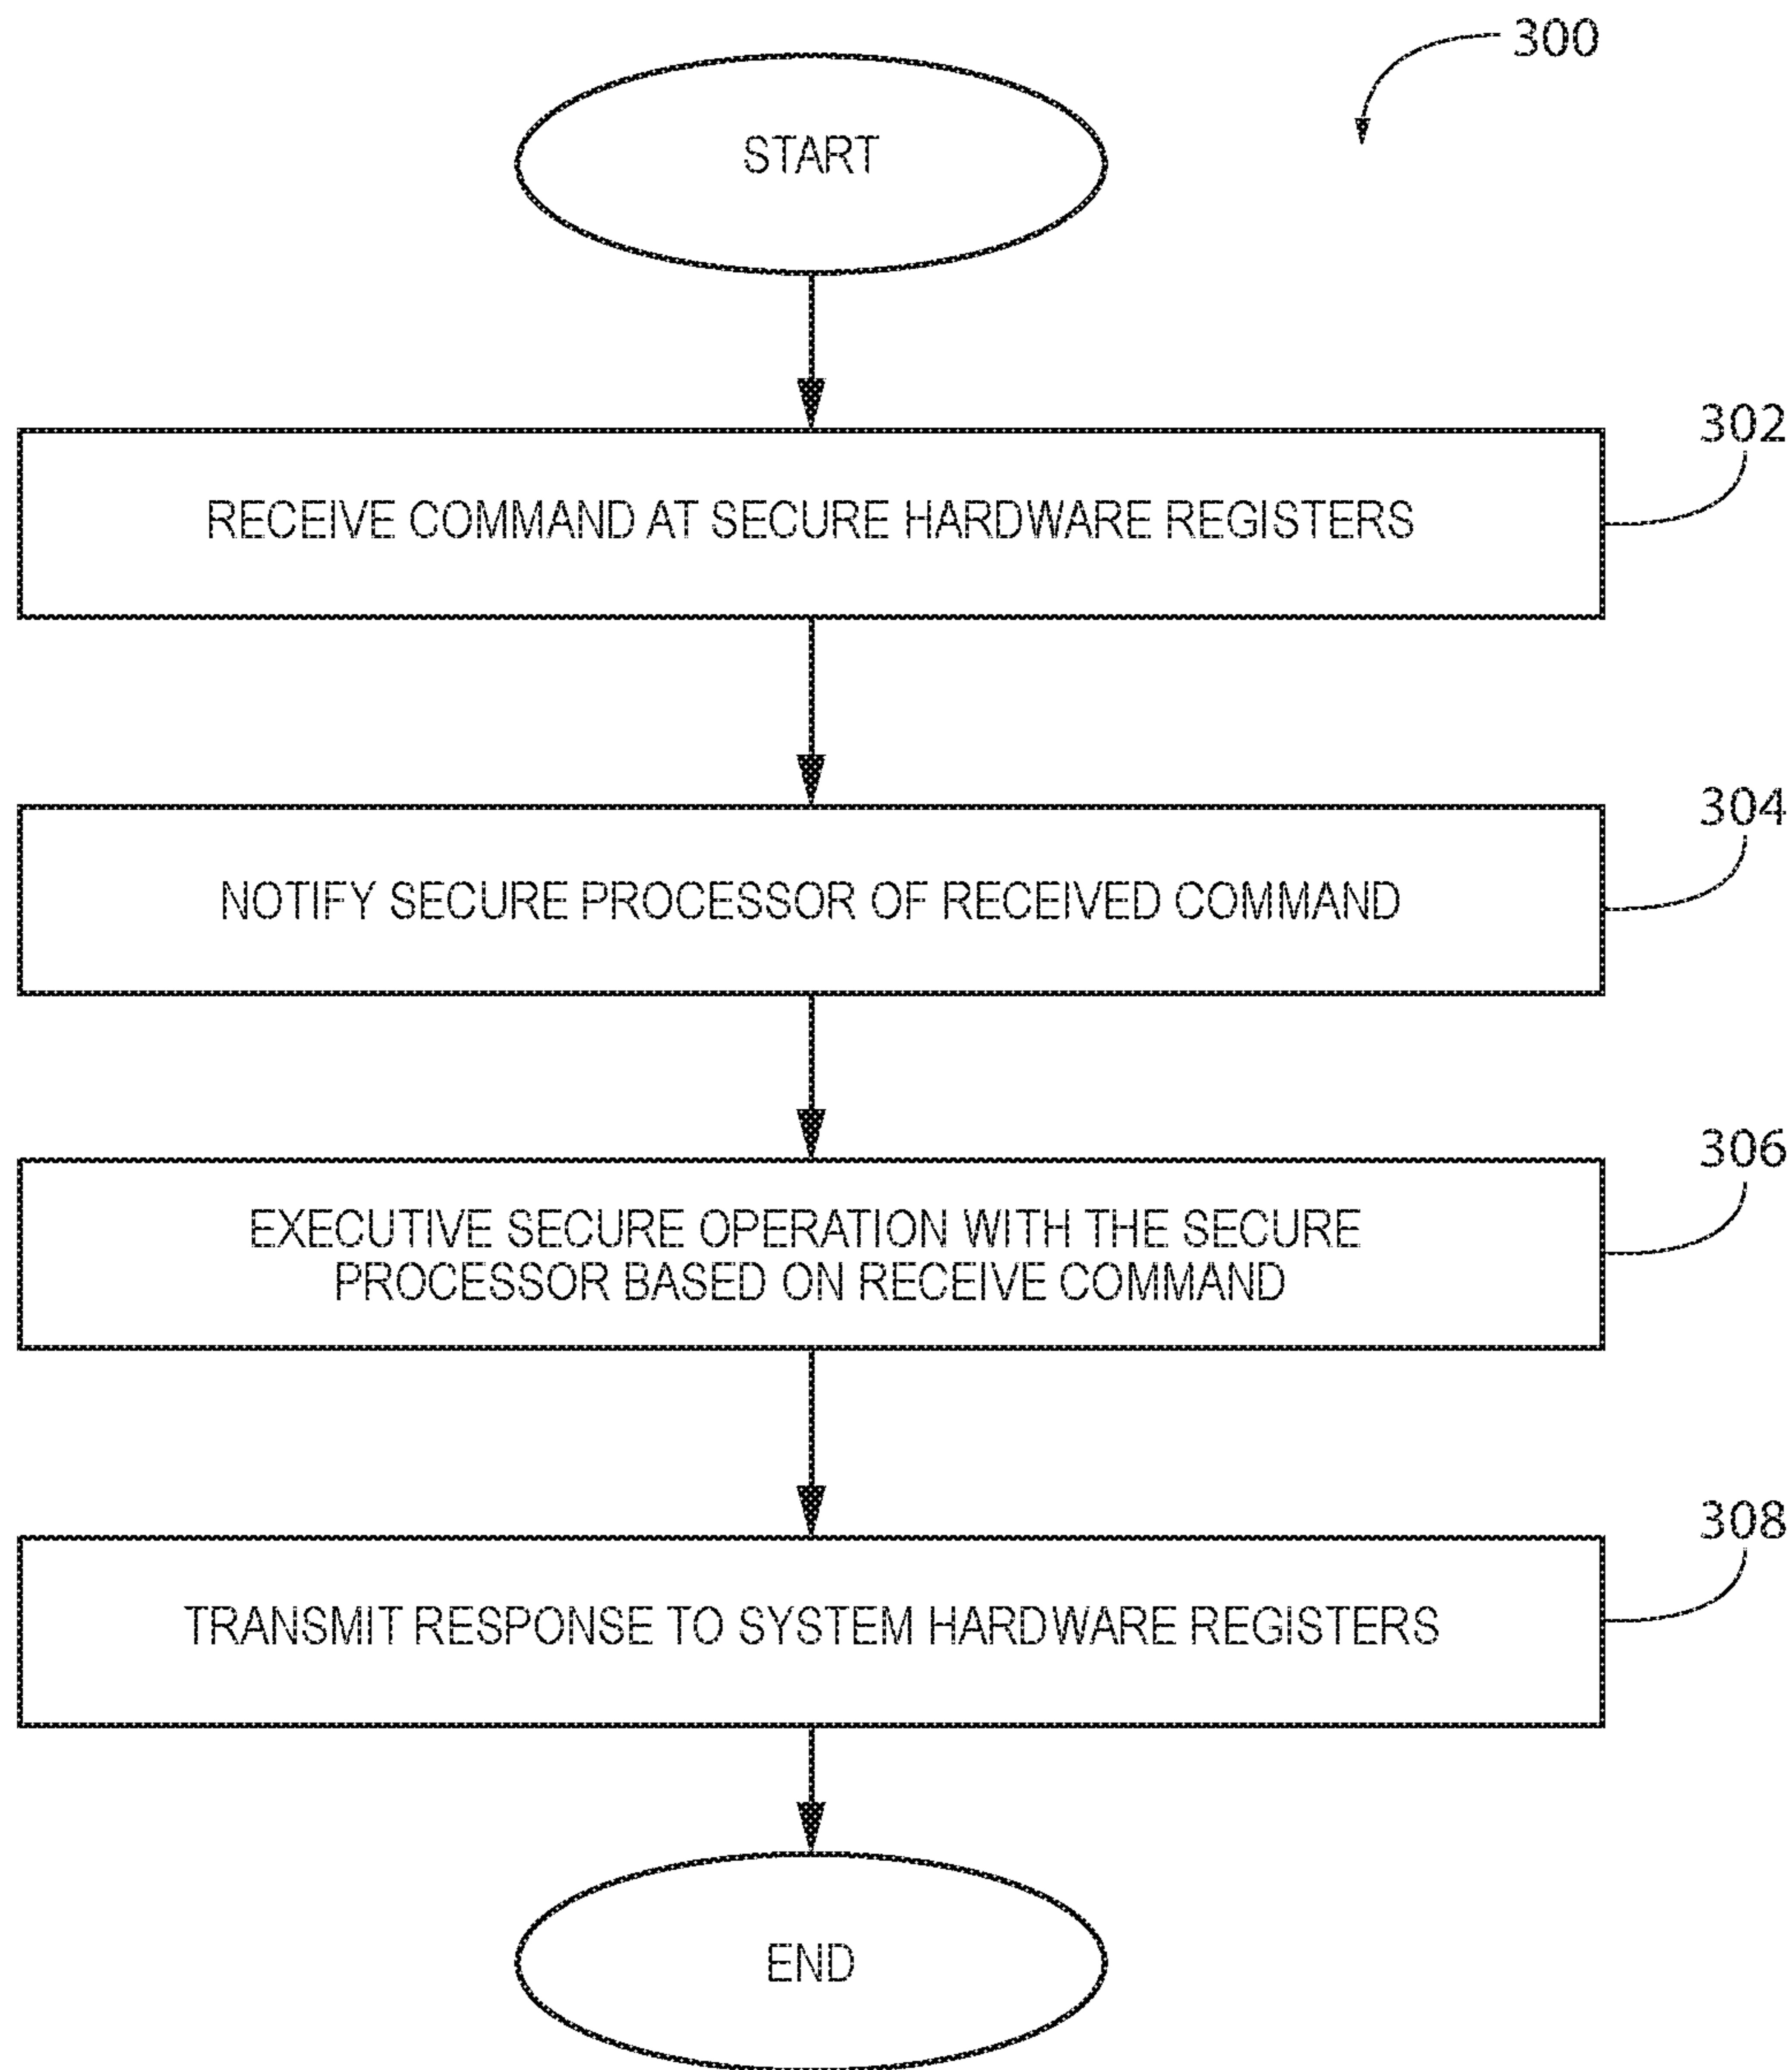 300
START
302
RECEIVE COMMAND AT SECURE HARDWARE REGISTERS
304
NOTIFY SECURE PROCESSOR OF RECEIVED COMMAND
306
EXECUTIVE SECURE OPERATION WITH THE SECURE
PROCESSOR BASED ON RECEIVE COMMAND
308
TRANSMIT RESPONSE TO SYSTEM HARDWARE REGISTERS
END